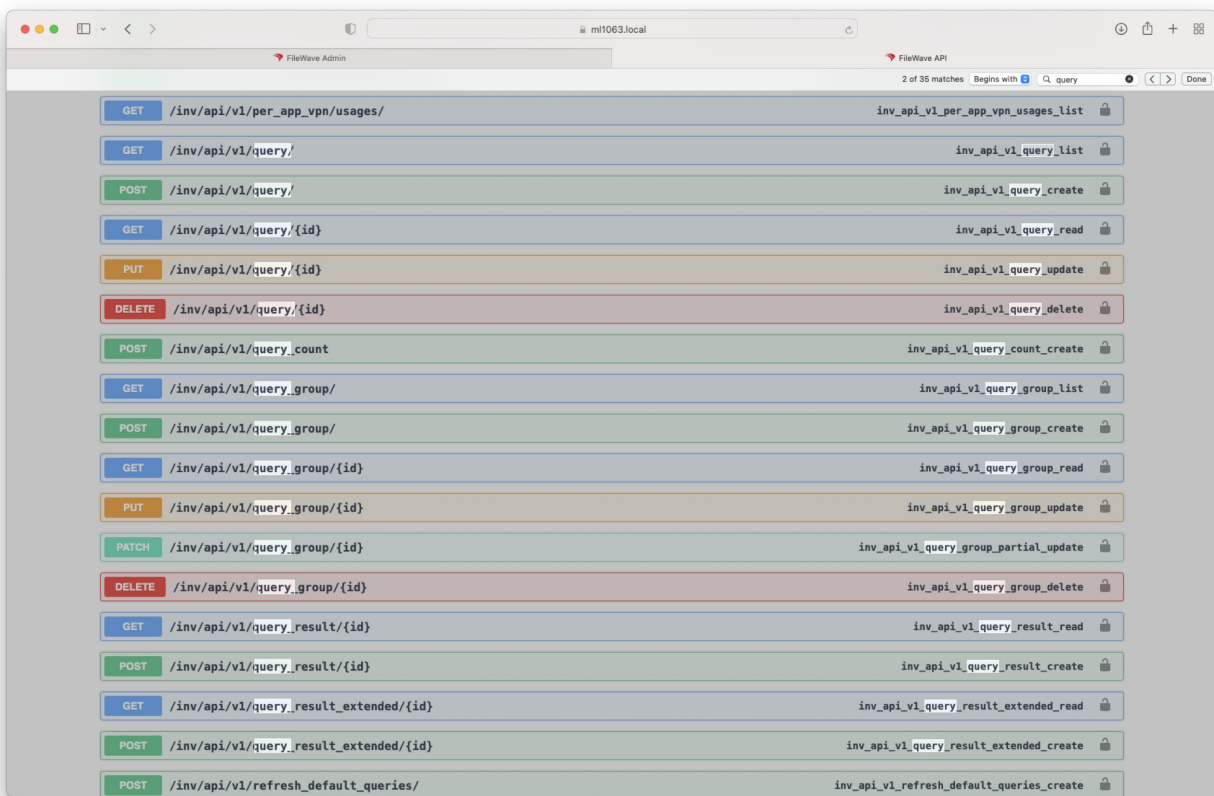 ml1063.local
FileWave Admin
FileWave API
2 of 35 matches Begins with query Done
GET /inv/api/v1/per_app_vpn/usages/ inv_api_v1_per_app_vpn_usages_list
GET /inv/api/v1/query/ inv_api_v1_query_list
POST /inv/api/v1/query/ inv_api_v1_query_create
GET /inv/api/v1/query/{id} inv_api_v1_query_read
PUT /inv/api/v1/query/{id} inv_api_v1_query_update
DELETE /inv/api/v1/query/{id} inv_api_v1_query_delete
POST /inv/api/v1/query_count inv_api_v1_query_count_create
GET /inv/api/v1/query_group/ inv_api_v1_query_group_list
POST /inv/api/v1/query_group/ inv_api_v1_query_group_create
GET /inv/api/v1/query_group/{id} inv_api_v1_query_group_read
PUT /inv/api/v1/query_group/{id} inv_api_v1_query_group_update
PATCH /inv/api/v1/query_group/{id} inv_api_v1_query_group_partial_update
DELETE /inv/api/v1/query_group/{id} inv_api_v1_query_group_delete
GET /inv/api/v1/query_result/{id} inv_api_v1_query_result_read
POST /inv/api/v1/query_result/{id} inv_api_v1_query_result_create
GET /inv/api/v1/query_result_extended/{id} inv_api_v1_query_result_extended_read
POST /inv/api/v1/query_result_extended/{id} inv_api_v1_query_result_extended_create
POST /inv/api/v1/refresh_default_queries/ inv_api_v1_refresh_default_queries_create